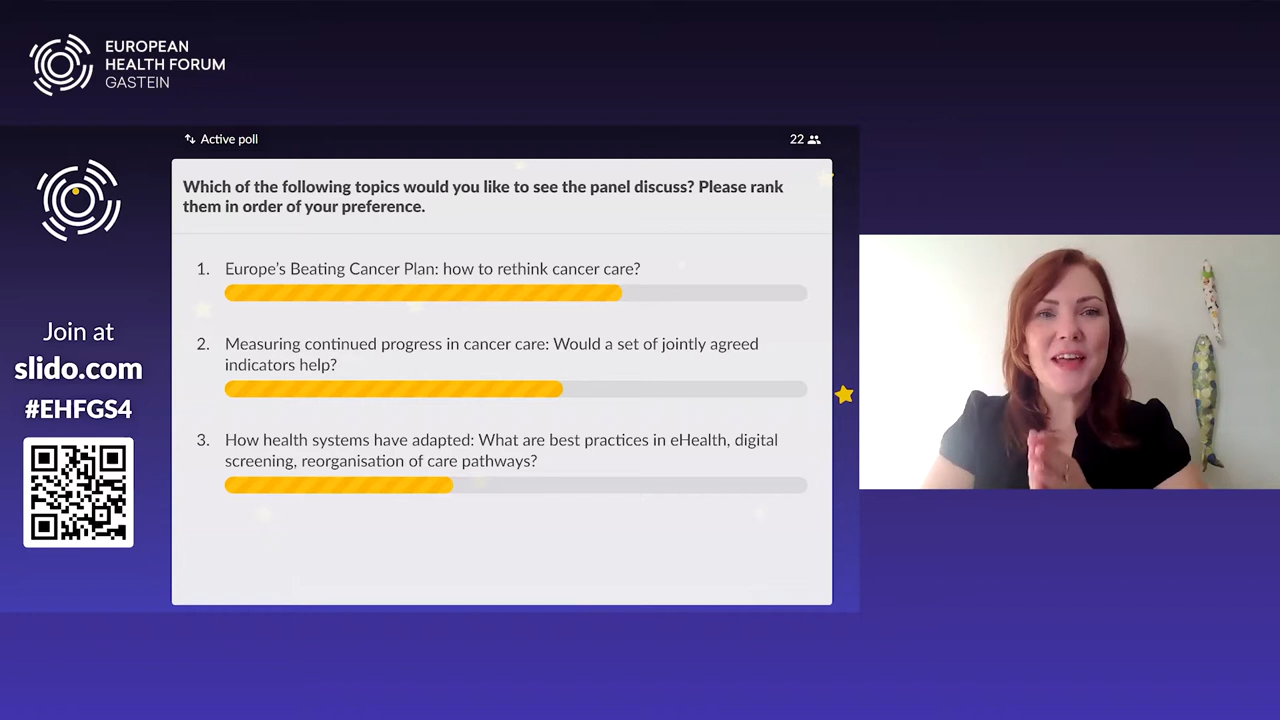 EUROPEAN
HEALTH FORUM
GASTEIN
Active poll
22
Which of the following topics would you like to see the panel discuss? Please rank
them in order of your preference.
1. Europe's Beating Cancer Plan: how to rethink cancer care?
2. Measuring continued progress in cancer care: Would a set of jointly agreed
indicators help?
3. How health systems have adapted: What are best practices in eHealth, digital
screening, reorganisation of care pathways?
Join at
slido.com
#EHFGS4